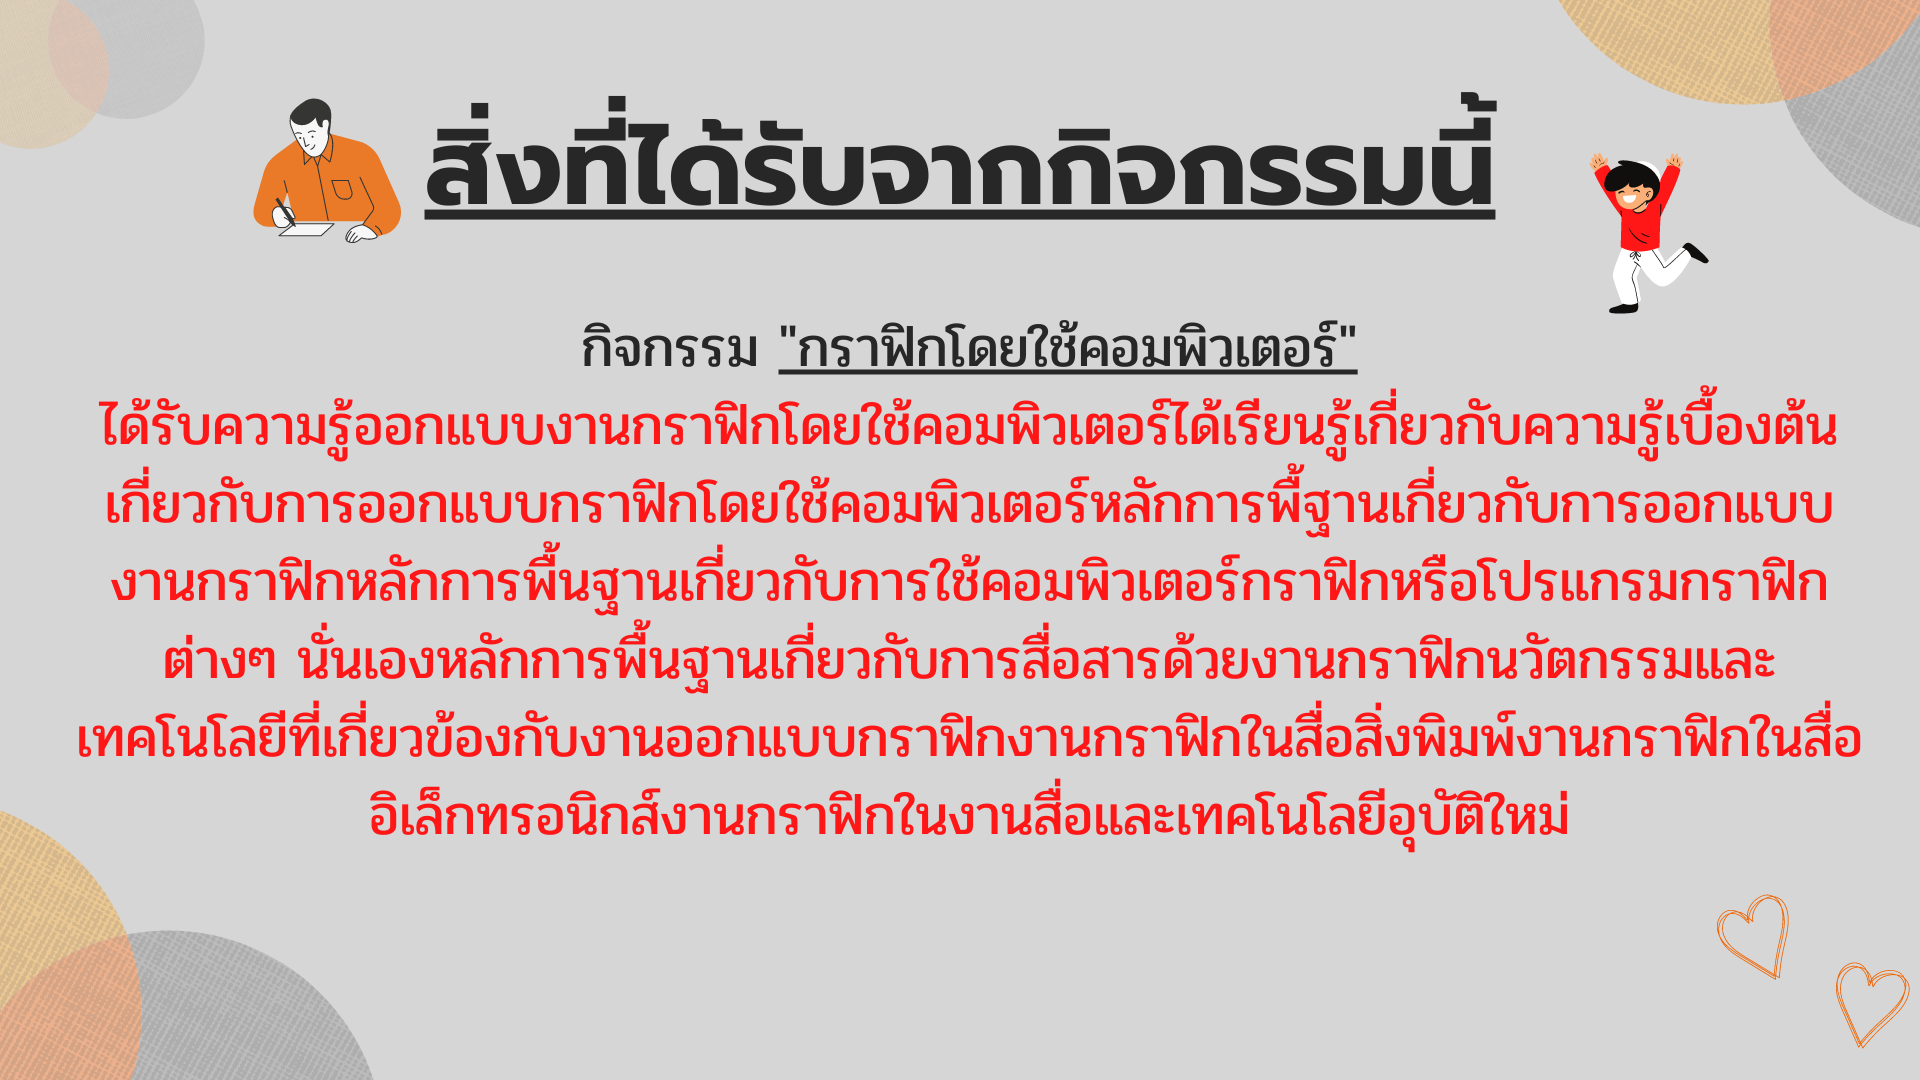 สิ่งที่ได้รับจากกิจกรรมนี้
กิจกรรม "กราฟิกโดยใช้คอมพิวเตอร์"
ได้รับความรู้ออกแบบงานกราฟิกโดยใช้คอมพิวเตอร์ได้เรียนรู้เกี่ยวกับความรู้เบื้องต้น
เกี่ยวกับการออกแบบกราฟิกโดยใช้คอมพิวเตอร์หลักการพื้ฐานเกี่ยวกับการออกแบบ
งานกราฟิกหลักการพื้นฐานเกี่ยวกับการใช้คอมพิวเตอร์กราฟิกหรือโปรแกรมกราฟิก
ต่างๆ นั่นเองหลักการพื้นฐานเกี่ยวกับการสื่อสารด้วยงานกราฟิกนวัตกรรมและ
เทคโนโลยีที่เกี่ยวข้องกับงานออกแบบกราฟิกงานกราฟิกในสื่อสิ่งพิมพ์งานกราฟิกในสื่อ
อิเล็กทรอนิกส์งานกราฟิกในงานสื่อและเทคโนโลยีอุบัติใหม่